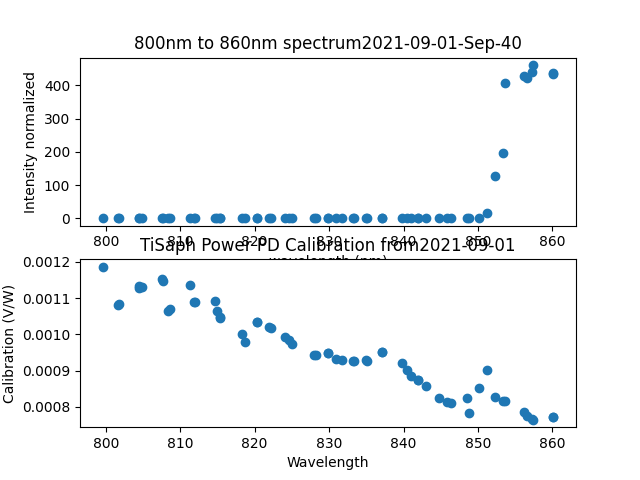 800nm to 860nm spectrum2021-09-01-Sep-40
Intensity normalized
400
300
200
100
0
800 810 820 830 840 850 860
wavelength (nm)
TiSaph Power PD Calibration from2021-09-01
Calibration (V/W)
0.0012
0.0011
0.0010
0.0009
0.0008
800 810 820 830 840 850 860
Wavelength